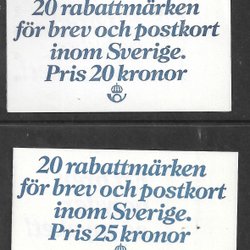 20 rabattmärken
för brev och postkort
inom Sverige.
Pris 20 kronor
20 rabattmärken
för brev och postkort
inom Sverige.
Pris 25 kronor